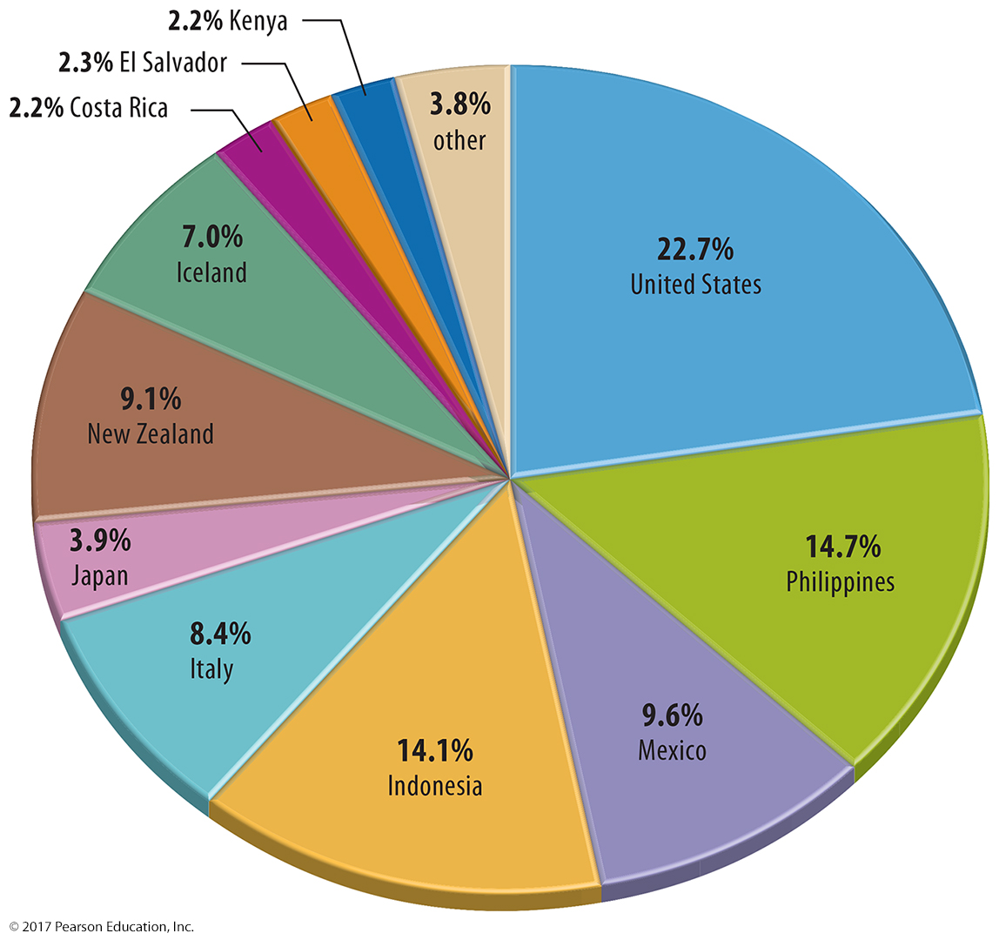 2.2% Kenya
2.3% El Salvador
2.2% Costa Rica
3.8%
other
22.7%
United States
7.0%
Iceland
9.1%
New Zealand
14.7%
Philippines
3.9%
Japan
8.4%
Italy
9.6%
Mexico
14.1%
Indonesia
© 2017 Pearson Education, Inc.